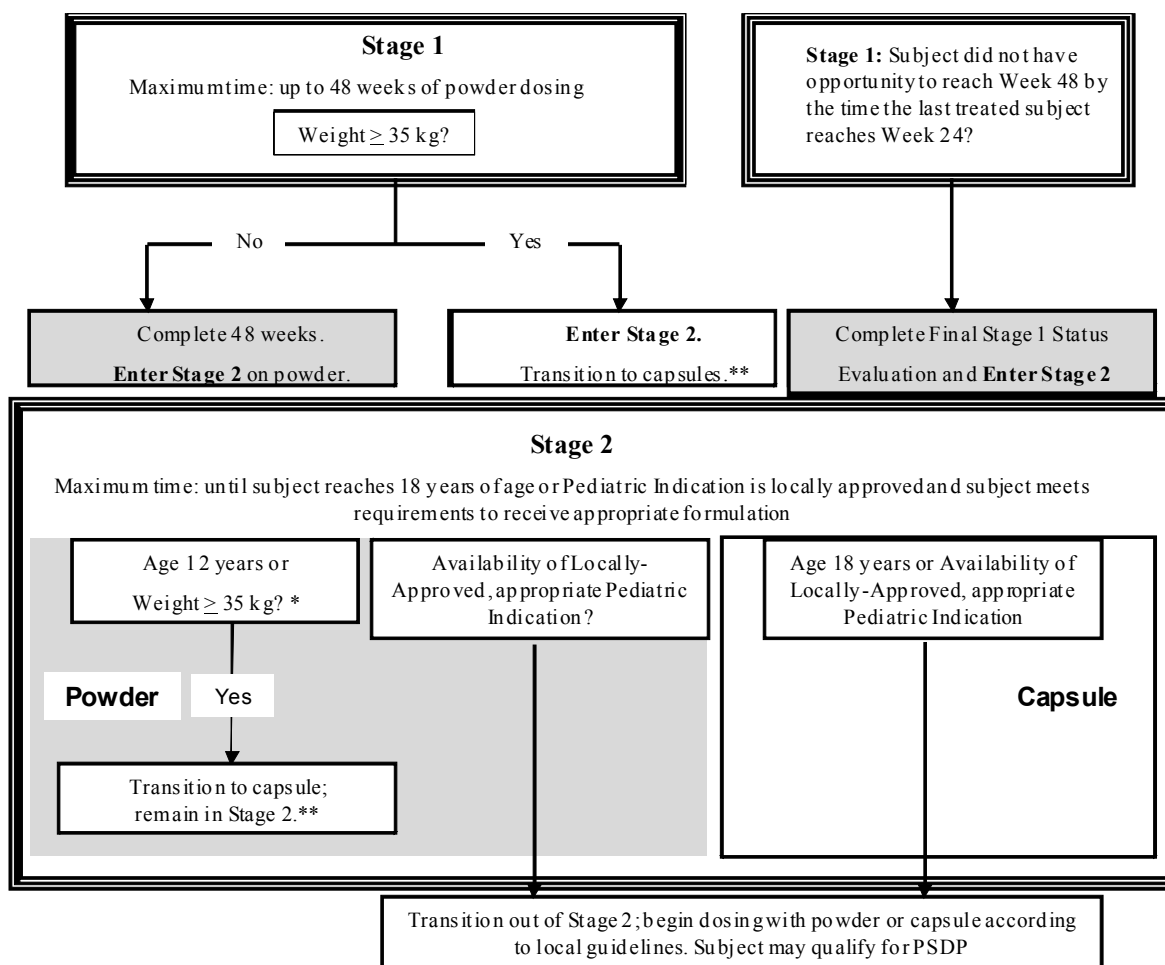 Stage 1
Maximum time: up to 48 weeks of powder dosing
Weight ≥ 35 kg?
Stage 1: Subject did not have
opportunity to reach Week 48 by
the time the last treated subject
reaches Week 24?
No
Yes
Complete 48 weeks.
Enter Stage 2 on powder.
Enter Stage 2.
Transition to capsules.**
Complete Final Stage 1 Status
Evaluation and Enter Stage 2
Stage 2
Maximum time: until subject reaches 18 years of age or Pediatric Indication is locally approved and subject meets
requirements to receive appropriate formulation
Age 12 years or
Weight ≥ 35 kg? *
Availability of Locally-
Approved, appropriate Pediatric
Indication?
Age 18 years or Availability of
Locally-Approved, appropriate
Pediatric Indication
Powder
Yes
Capsule
Transition to capsule;
remain in Stage 2.**
Transition out of Stage 2; begin dosing with powder or capsule according
to local guidelines. Subject may qualify for PSDP